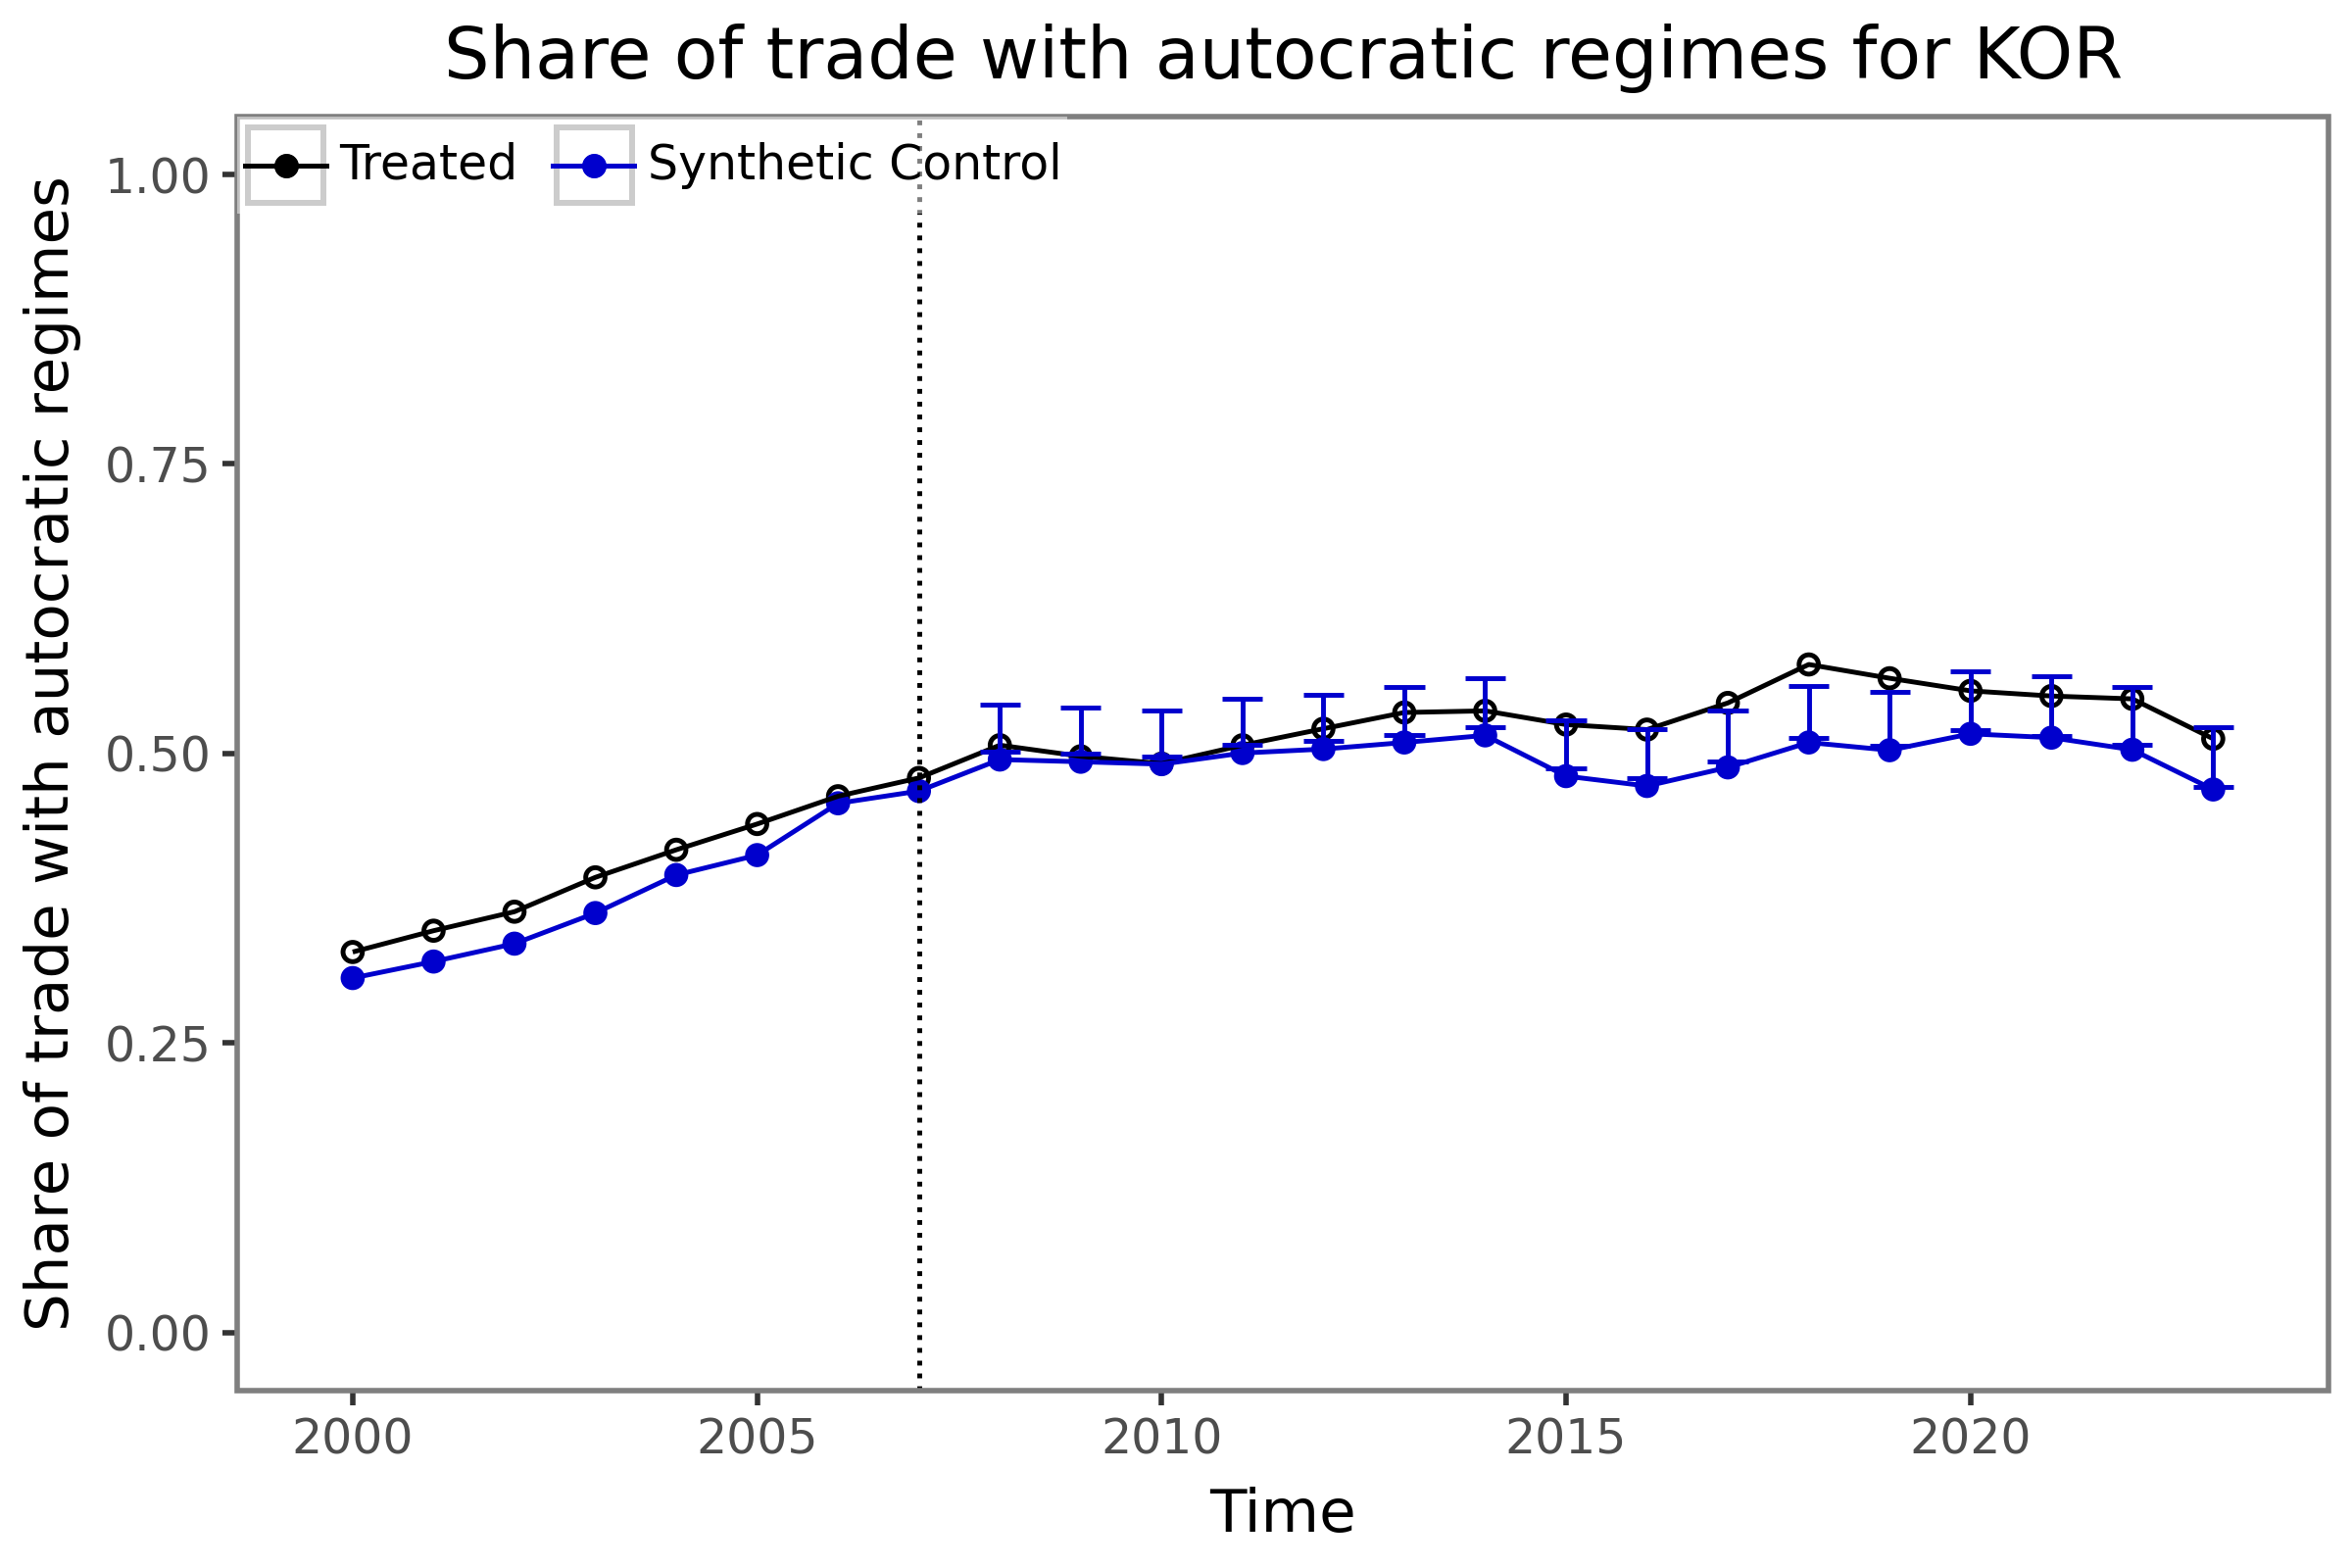 Share of trade with autocratic regimes for KOR
Treated
Synthetic Control
Share of trade with autocratic regimes
1.00
0.75
0.50
0.25
0.00
2000
2005
2010
2015
2020
Time